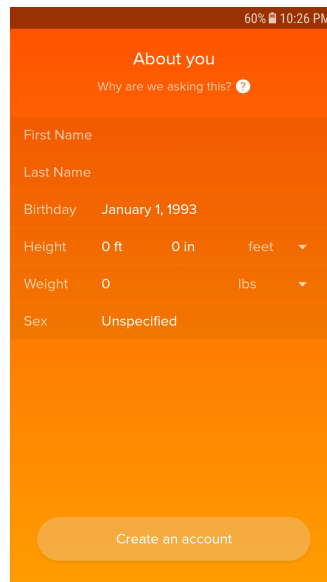 60% 10:26 PM
About you
Why are we asking this? ?
First Name
Last Name
Birthday January 1, 1993
Height 0 ft 0 in feet
Weight 0 lbs
Sex Unspecified
Create an account